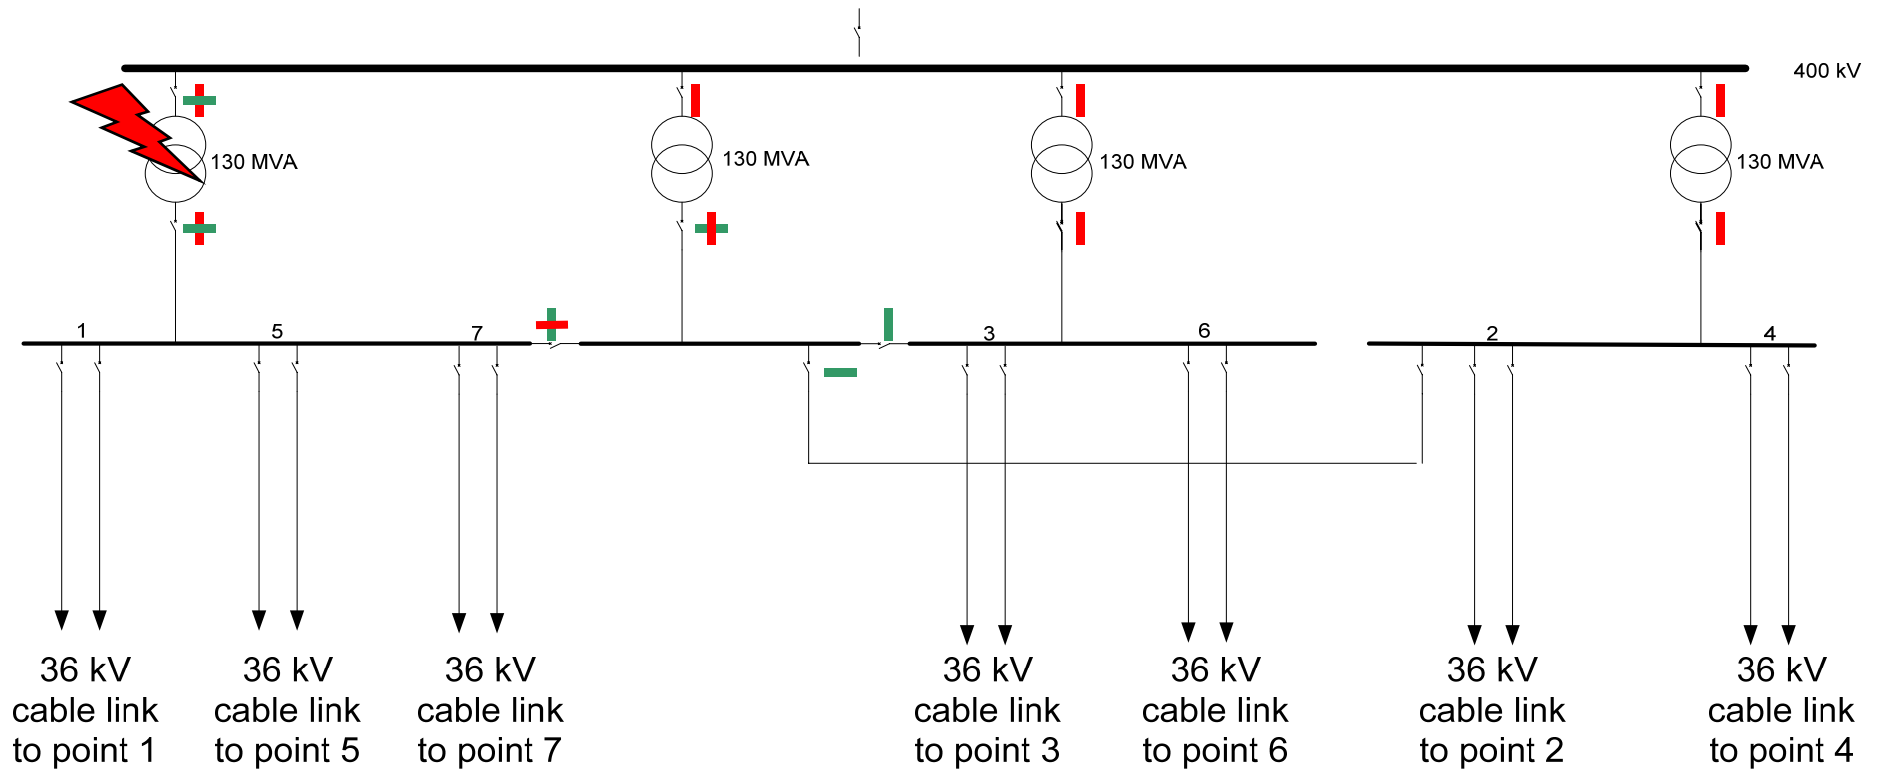 400 kV
130 MVA
130 MVA
130 MVA
130 MVA
1
5
7
3
6
2
4
36 kV
cable link
to point 1
36 kV
cable link
to point 5
36 kV
cable link
to point 7
36 kV
cable link
to point 3
36 kV
cable link
to point 6
36 kV
cable link
to point 2
36 kV
cable link
to point 4